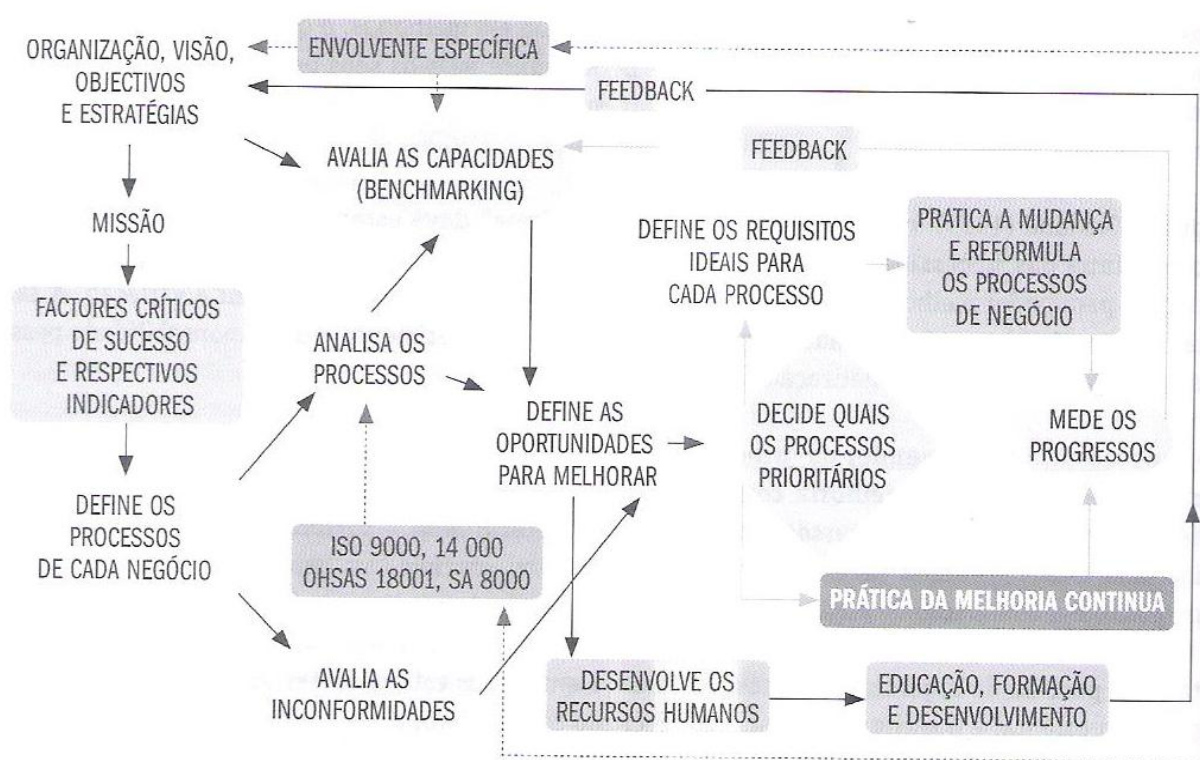 ORGANIZAÇÃO, VISÃO,
OBJECTIVOS
E ESTRATÉGIAS
ENVOLVENTE ESPECÍFICA
FEEDBACK
AVALIA AS CAPACIDADES
(BENCHMARKING)
FEEDBACK
MISSÃO
DEFINE OS REQUISITOS
IDEAIS PARA
CADA PROCESSO
PRATICA A MUDANÇA
E REFORMULA
OS PROCESSOS
DE NEGÓCIO
FACTORES CRÍTICOS
DE SUCESSO
E RESPECTIVOS
INDICADORES
ANALISA OS
PROCESSOS
DEFINE AS
OPORTUNIDADES
PARA MELHORAR
DECIDE QUAIS
OS PROCESSOS
PRIORITÁRIOS
MEDE OS
PROGRESSOS
DEFINE OS
PROCESSOS
DE CADA NEGÓCIO
ISO 9000, 14 000
OHSAS 18001, SA 8000
PRÁTICA DA MELHORIA CONTINUA
AVALIA AS
INCONFORMIDADES
DESENVOLVE OS
RECURSOS HUMANOS
EDUCAÇÃO, FORMAÇÃO
E DESENVOLVIMENTO